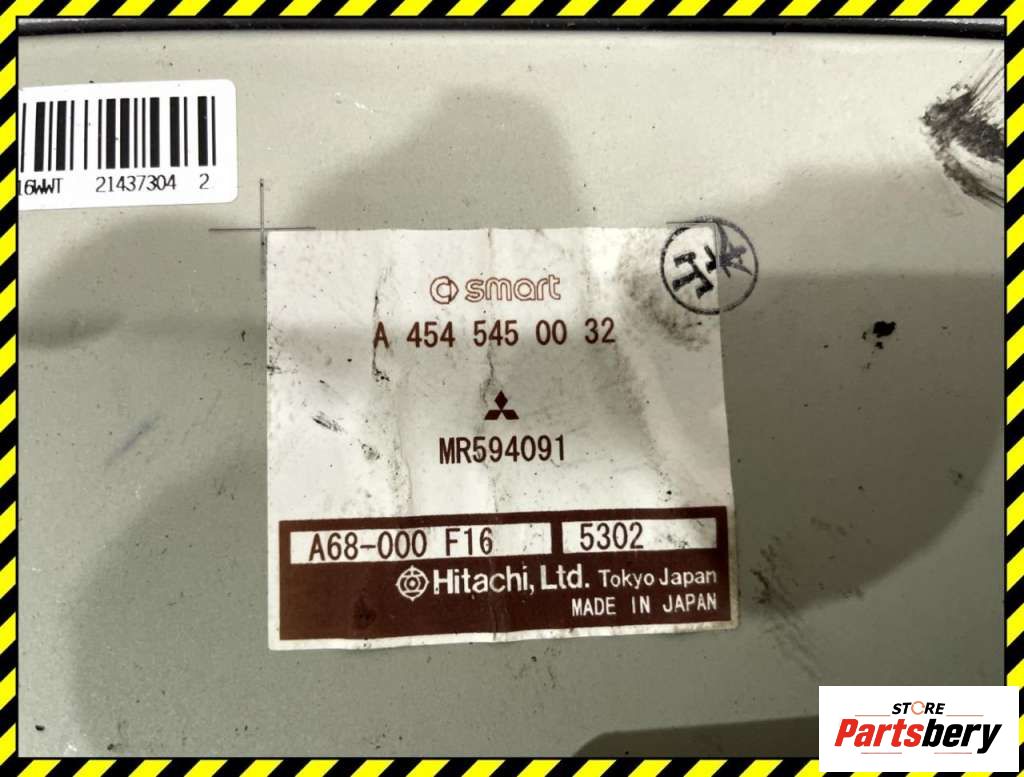 16WWT 21437304 2
smart
A 454 545 00 32
MR594091
A68-000 F16 5302
Hitachi, Ltd. Tokyo Japan
MADE IN JAPAN
STORE
Partsbery